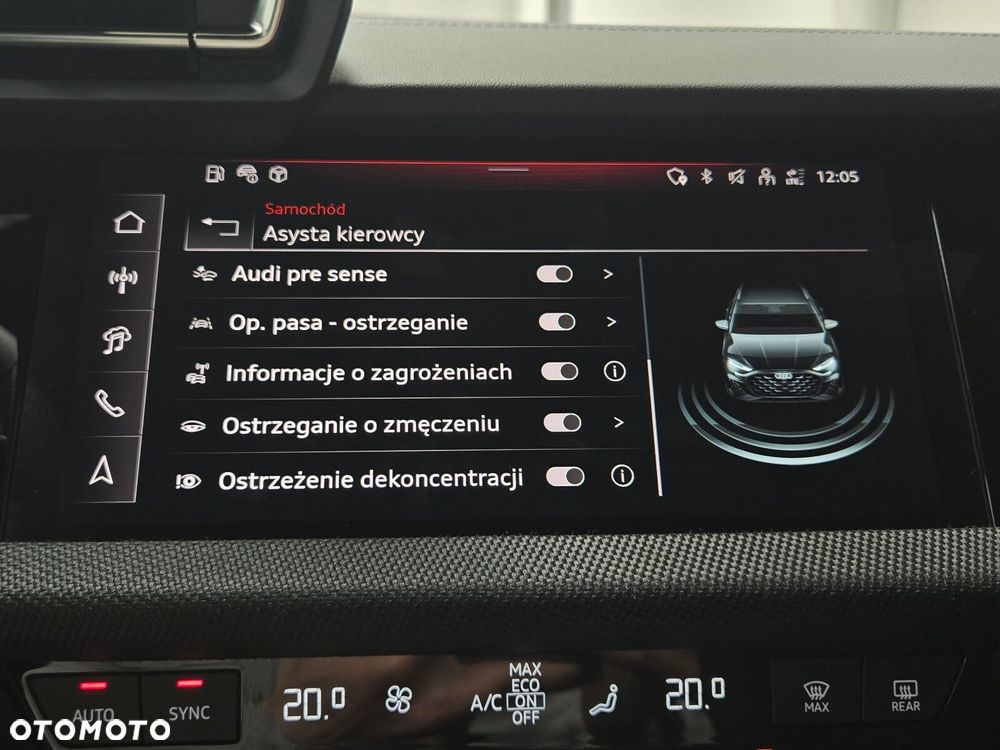 LTE
12:05
Samochód
Asysta kierowcy
Audi pre sense
Op. pasa - ostrzeganie
Informacje o zagrożeniach
Ostrzeganie o zmęczeniu
Ostrzeżenie dekoncentracji
AUTO
SYNC
20.0
A/C
MAX
ECO
ON
OFF
20.0
MAX
REAR
OTOMOTO